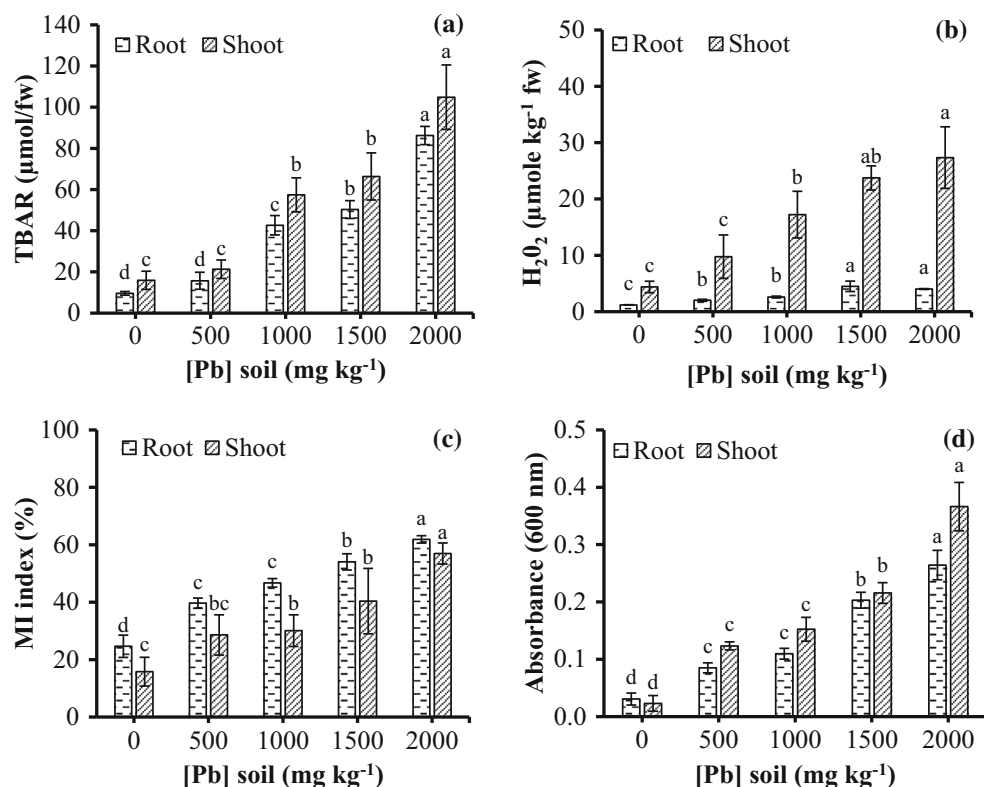 (a)
Root Shoot
TBAR (µmol/fw)
140
120
100
80
60
40
20
0
d c d c c b b b a a
0 500 1000 1500 2000
[Pb] soil (mg kg⁻¹)
(b)
Root Shoot
H₂0₂ (µmole kg⁻¹ fw)
50
40
30
20
10
0
c c b c b b a ab a a
0 500 1000 1500 2000
[Pb] soil (mg kg⁻¹)
(c)
Root Shoot
MI index (%)
100
80
60
40
20
0
d c c bc c b b b a a
0 500 1000 1500 2000
[Pb] soil (mg kg⁻¹)
(d)
Root Shoot
Absorbance (600 nm)
0.5
0.4
0.3
0.2
0.1
0.0
d d c c c c b b a a
0 500 1000 1500 2000
[Pb] soil (mg kg⁻¹)